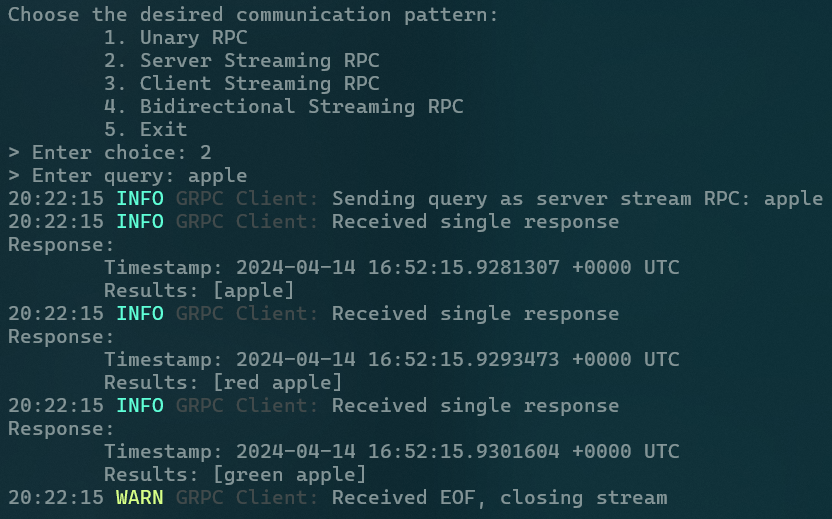 Choose the desired communication pattern:
1. Unary RPC
2. Server Streaming RPC
3. Client Streaming RPC
4. Bidirectional Streaming RPC
5. Exit
> Enter choice: 2
> Enter query: apple
20:22:15 INFO GRPC Client: Sending query as server stream RPC: apple
20:22:15 INFO GRPC Client: Received single response
Response:
Timestamp: 2024-04-14 16:52:15.9281307 +0000 UTC
Results: [apple]
20:22:15 INFO GRPC Client: Received single response
Response:
Timestamp: 2024-04-14 16:52:15.9293473 +0000 UTC
Results: [red apple]
20:22:15 INFO GRPC Client: Received single response
Response:
Timestamp: 2024-04-14 16:52:15.9301604 +0000 UTC
Results: [green apple]
20:22:15 WARN GRPC Client: Received EOF, closing stream